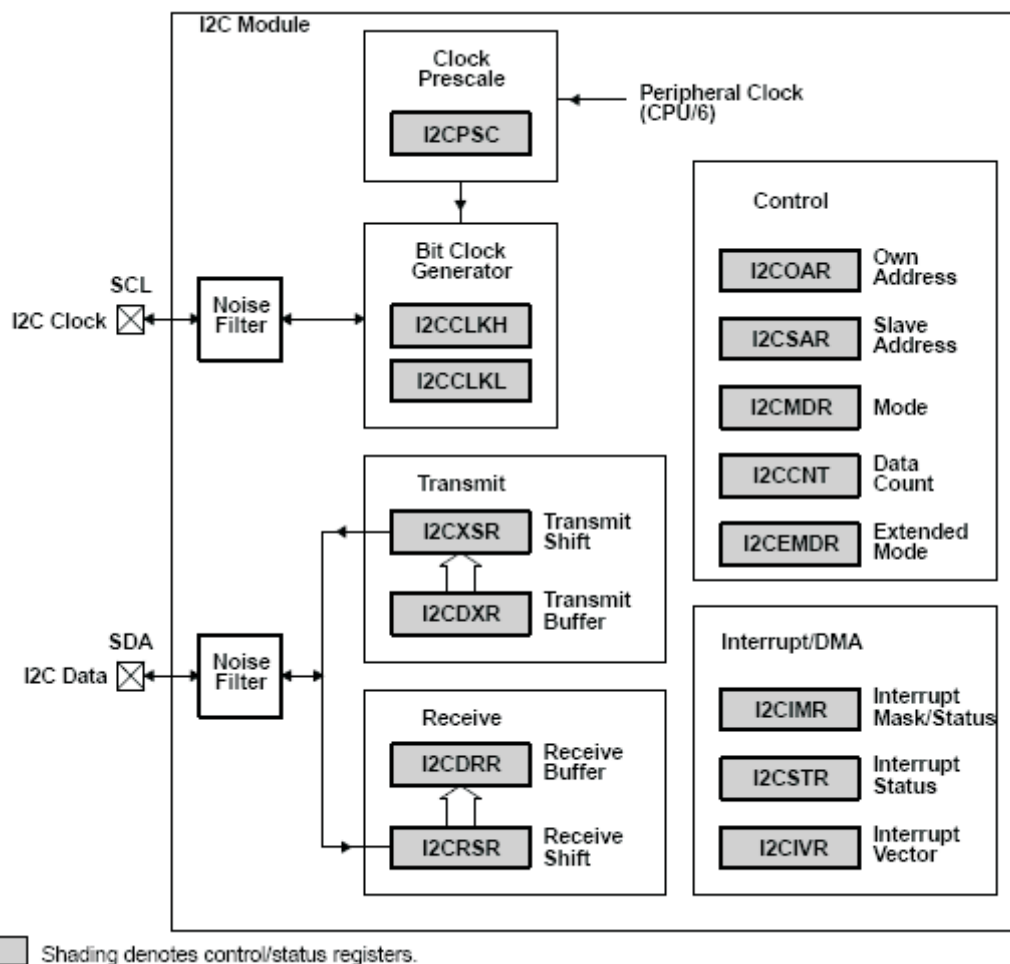 I2C Module
Clock
Prescale
I2CPSC
Peripheral Clock
(CPU/6)
Bit Clock
Generator
I2CCLKH
I2CCLKL
SCL
I2C Clock
Noise
Filter
Control
I2COAR
Own
Address
I2CSAR
Slave
Address
I2CMDR
Mode
I2CCNT
Data
Count
I2CEMDR
Extended
Mode
Transmit
I2CXSR
Transmit
Shift
I2CDXR
Transmit
Buffer
SDA
I2C Data
Noise
Filter
Receive
I2CDRR
Receive
Buffer
I2CRSR
Receive
Shift
Interrupt/DMA
I2CIMR
Interrupt
Mask/Status
I2CSTR
Interrupt
Status
I2CIVR
Interrupt
Vector
Shading denotes control/status registers.